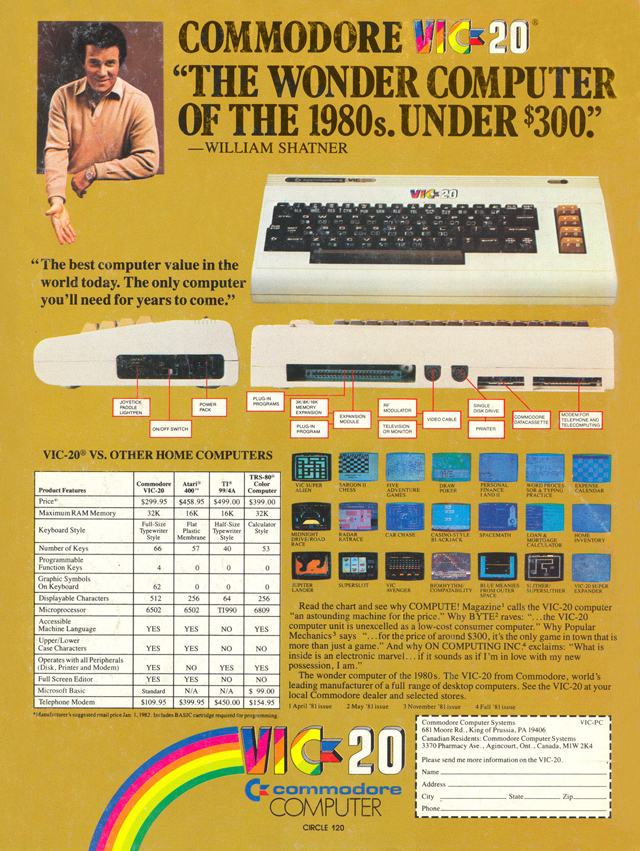 COMMODORE VIC-20®
"THE WONDER COMPUTER
OF THE 1980s. UNDER $300."
—WILLIAM SHATNER
commodore VIC
VIC-20
"The best computer value in the
world today. The only computer
you'll need for years to come."
JOYSTICK
PADDLE
LIGHTPEN
ON/OFF SWITCH
POWER
PACK
PLUG-IN
PROGRAMS
3K/8K/16K
MEMORY
EXPANSION
PLUG-IN
PROGRAM
EXPANSION
MODULE
RF
MODULATOR
TELEVISION
OR MONITOR
VIDEO CABLE
SINGLE
DISK DRIVE
PRINTER
COMMODORE
DATACASSETTE
MODEM FOR
TELEPHONE AND
TELECOMPUTING
VIC-20® VS. OTHER HOME COMPUTERS
Product Features Commodore VIC-20 Atari® 400™ TI® 99/4A TRS-80® Color Computer
Price* $299.95 $458.95 $499.00 $399.00
Maximum RAM Memory 32K 16K 16K 32K
Keyboard Style Full-Size Typewriter Style Flat Plastic Membrane Half-Size Typewriter Style Calculator Style
Number of Keys 66 57 40 53
Programmable Function Keys 4 0 0 0
Graphic Symbols On Keyboard 62 0 0 0
Displayable Characters 512 256 64 256
Microprocessor 6502 6502 TI990 6809
Accessible Machine Language YES YES NO YES
Upper/Lower Case Characters YES YES NO NO
Operates with all Peripherals (Disk, Printer and Modem) YES NO YES YES
Full Screen Editor YES YES NO NO
Microsoft Basic Standard N/A N/A $ 99.00
Telephone Modem $109.95 $399.95 $450.00 $154.95
*Manufacturer's suggested retail price Jan. 1, 1982. Includes BASIC cartridge required for programming.
VIC SUPER
ALIEN
SARGON II
CHESS
FIVE
ADVENTURE
GAMES
DRAW
POKER
PERSONAL
FINANCE
I AND II
WORD PROCES
SOR & TYPING
PRACTICE
EXPENSE
CALENDAR
MIDNIGHT
DRIVE/ROAD
RACE
RADAR
RATRACE
CAR CHASE
CASINO-STYLE
BLACKJACK
SPACEMATH
LOAN &
MORTGAGE
CALCULATOR
HOME
INVENTORY
JUPITER
LANDER
SUPERSLOT
VIC
AVENGER
BIORHYTHM/
COMPATABILITY
BLUE MEANIES
FROM OUTER
SPACE
SLITHER/
SUPERSLITHER
VIC-20 SUPER
EXPANDER
Read the chart and see why COMPUTE! Magazine¹ calls the VIC-20 computer
"an astounding machine for the price." Why BYTE² raves: "...the VIC-20
computer unit is unexcelled as a low-cost consumer computer." Why Popular
Mechanics³ says "...for the price of around $300, it's the only game in town that is
more than just a game." And why ON COMPUTING INC.⁴ exclaims: "What is
inside is an electronic marvel...if it sounds as if I'm in love with my new
possession, I am."
The wonder computer of the 1980s. The VIC-20 from Commodore, world's
leading manufacturer of a full range of desktop computers. See the VIC-20 at your
local Commodore dealer and selected stores.
1 April '81 issue 2 May '81 issue 3 November '81 issue 4 Fall '81 issue
VIC-20
commodore
COMPUTER
CIRCLE 120
Commodore Computer Systems VIC-PC
681 Moore Rd., King of Prussia, PA 19406
Canadian Residents: Commodore Computer Systems
3370 Pharmacy Ave., Agincourt, Ont., Canada, M1W 2K4
Please send me more information on the VIC-20.
Name
Address
City State Zip
Phone